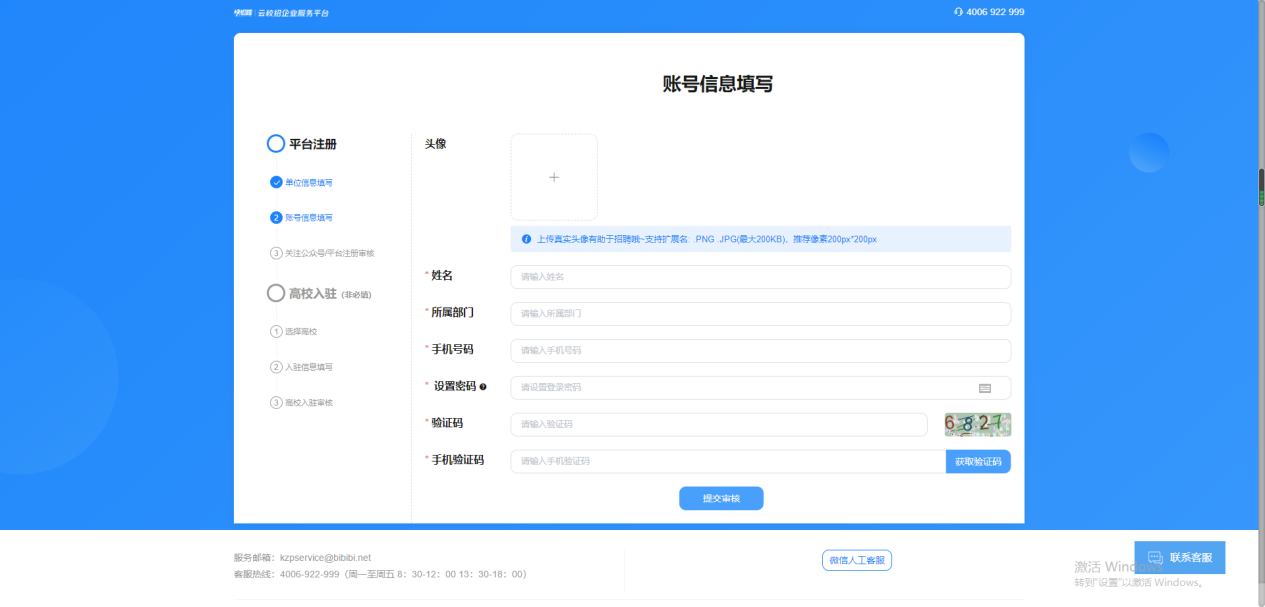 云校招企业服务平台
4006 922 999
账号信息填写
平台注册
单位信息填写
2 账号信息填写
3 关注公众号/平台注册审核
高校入驻 (非必填)
1 选择高校
2 入驻信息填写
3 高校入驻审核
头像
+
上传真实头像有助于招聘哦~支持扩展名: .PNG .JPG(最大200KB)，推荐像素200px*200px
* 姓名
请输入姓名
* 所属部门
请输入所属部门
* 手机号码
请输入手机号码
* 设置密码 ?
请设置登录密码
* 验证码
请输入验证码
6827
* 手机验证码
请输入手机验证码
获取验证码
提交审核
服务邮箱：kzpservice@bibibi.net
客服热线：4006-922-999（周一至周五 8：30-12：00 13：30-18：00）
微信人工客服
联系客服
激活 Windows
转到"设置"以激活 Windows。